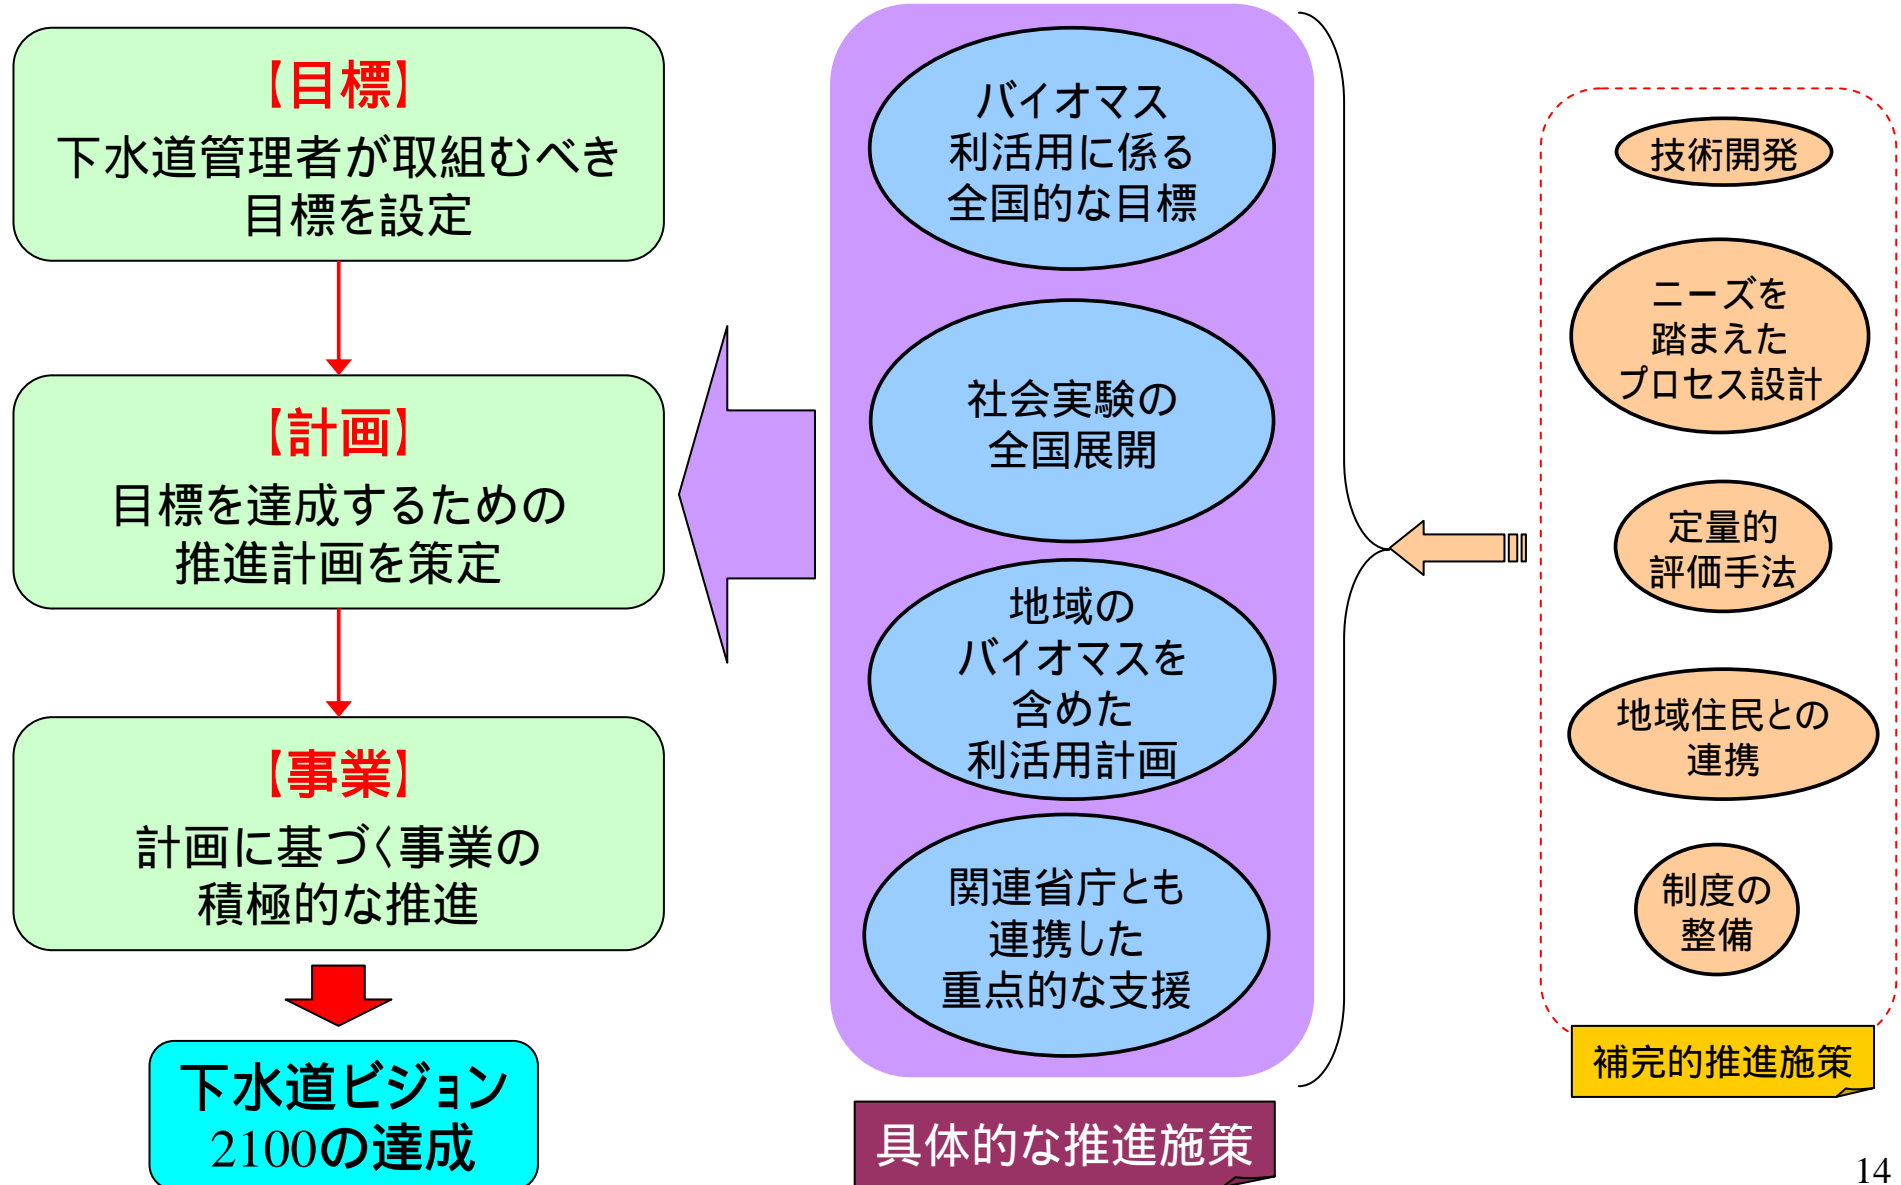 【目標】
下水道管理者が取組むべき
目標を設定
【計画】
目標を達成するための
推進計画を策定
【事業】
計画に基づく事業の
積極的な推進
下水道ビジョン
2100の達成
バイオマス
利活用に係る
全国的な目標
社会実験の
全国展開
地域の
バイオマスを
含めた
利活用計画
関連省庁とも
連携した
重点的な支援
具体的な推進施策
技術開発
ニーズを
踏まえた
プロセス設計
定量的
評価手法
地域住民との
連携
制度の
整備
補完的推進施策
14